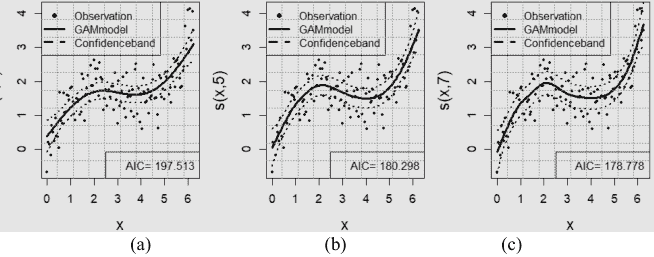 Observation
GAMmodel
Confidenceband
4
3
2
1
0
AIC= 197.513
0 1 2 3 4 5 6
x
(a)
s(x,5)
Observation
GAMmodel
Confidenceband
4
3
2
1
0
AIC= 180.298
0 1 2 3 4 5 6
x
(b)
s(x,7)
Observation
GAMmodel
Confidenceband
4
3
2
1
0
AIC= 178.778
0 1 2 3 4 5 6
x
(c)